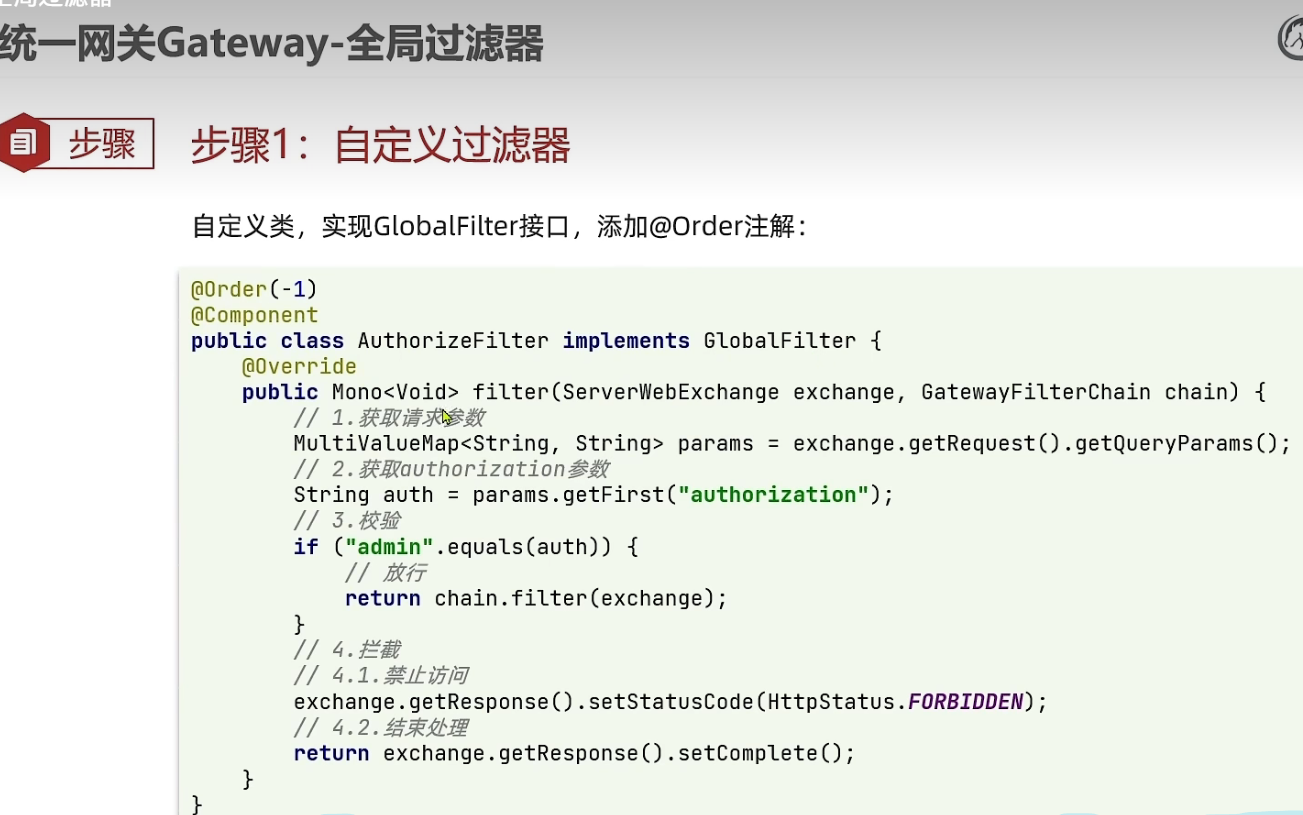 全局过滤器
统一网关Gateway-全局过滤器
步骤
步骤1：自定义过滤器
自定义类，实现GlobalFilter接口，添加@Order注解：
@Order(-1)
@Component
public class AuthorizeFilter implements GlobalFilter {
    @Override
    public Mono<Void> filter(ServerWebExchange exchange, GatewayFilterChain chain) {
        // 1.获取请求参数
        MultiValueMap<String, String> params = exchange.getRequest().getQueryParams();
        // 2.获取authorization参数
        String auth = params.getFirst("authorization");
        // 3.校验
        if ("admin".equals(auth)) {
            // 放行
            return chain.filter(exchange);
        }
        // 4.拦截
        // 4.1.禁止访问
        exchange.getResponse().setStatusCode(HttpStatus.FORBIDDEN);
        // 4.2.结束处理
        return exchange.getResponse().setComplete();
    }
}